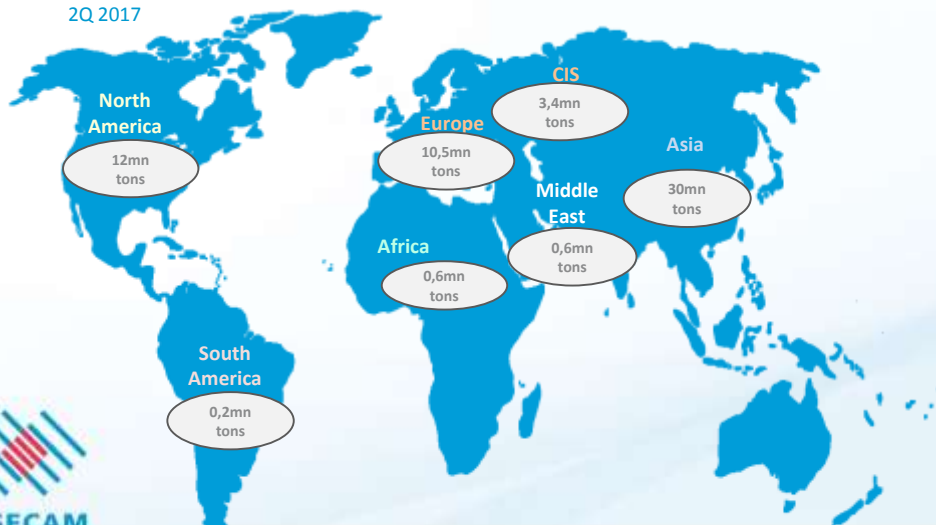 2Q 2017
North
America
12mn
tons
CIS
3,4mn
tons
Europe
10,5mn
tons
Asia
30mn
tons
Middle
East
0,6mn
tons
Africa
0,6mn
tons
South
America
0,2mn
tons